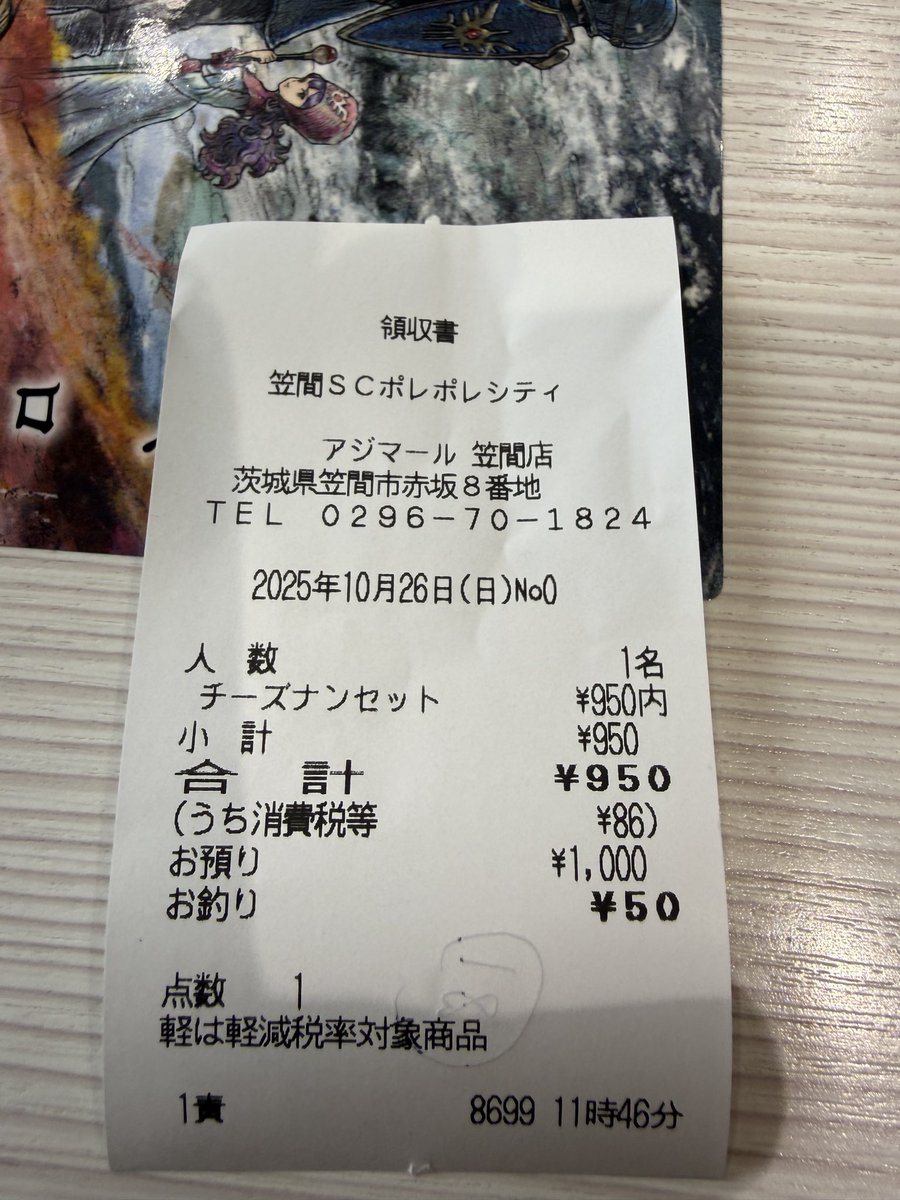 ロ
領収書
笠間SCポレポレシティ
アジマール 笠間店
茨城県笠間市赤坂8番地
TEL 0296-70-1824
2025年10月26日(日)No0
人 数 1名
チーズナンセット ¥950内
小 計 ¥950
合 計 ¥950
(うち消費税等 ¥86)
お預り ¥1,000
お釣り ¥50
点数 1
軽は軽減税率対象商品
1責 8699 11時46分